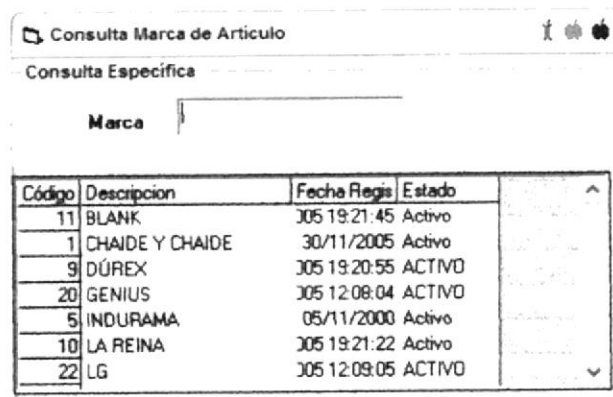 Consulta Marca de Articulo
Consulta Específica
Marca
Código Descripcion Fecha Regis Estado
11 BLANK 005 19:21:45 Activo
1 CHAIDE Y CHAIDE 30/11/2005 Activo
9 DÚREX 005 19:20:55 ACTIVO
20 GENIUS 005 12:08:04 ACTIVO
5 INDURAMA 05/11/2000 Activo
10 LA REINA 005 19:21:22 Activo
22 LG 005 12:09:05 ACTIVO